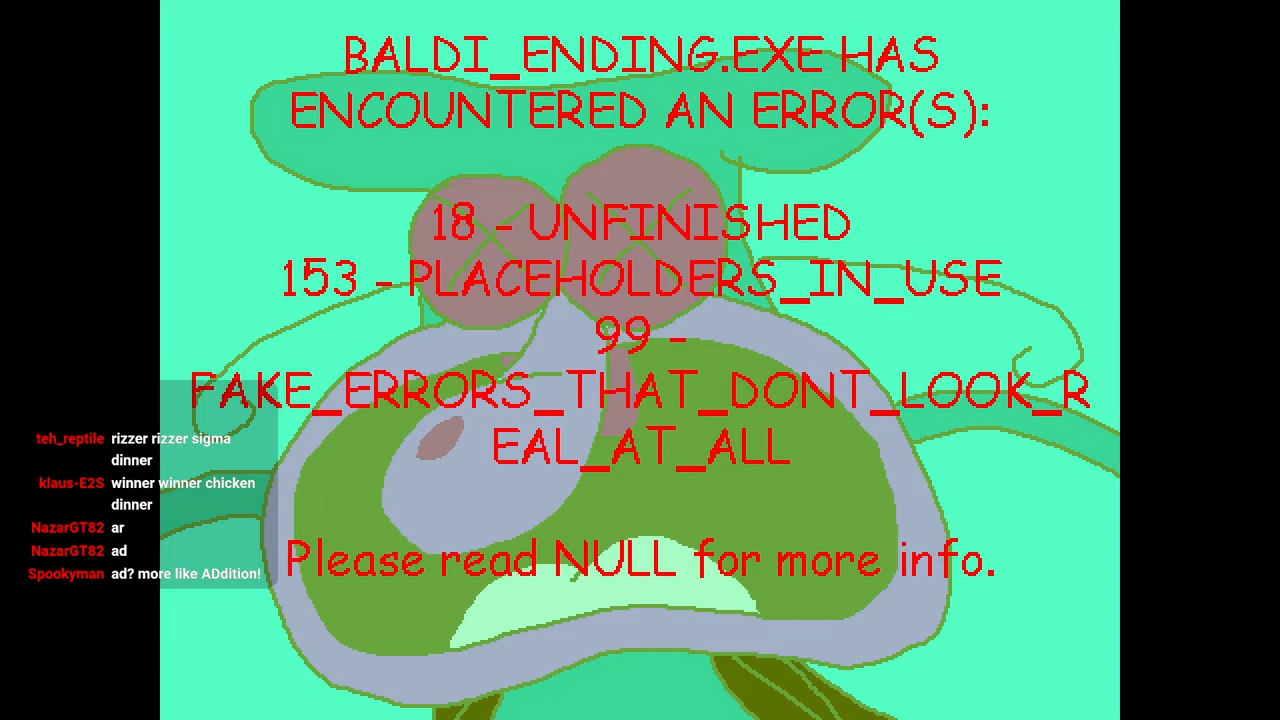 BALDI_ENDING.EXE HAS
ENCOUNTERED AN ERROR(S):
18 - UNFINISHED
153 - PLACEHOLDERS_IN_USE
99 -
FAKE_ERRORS_THAT_DONT_LOOK_R
EAL_AT_ALL
Please read NULL for more info.
teh_reptile rizzer rizzer sigma
dinner
klaus-E2S winner winner chicken
dinner
NazarGT82 ar
NazarGT82 ad
Spookyman ad? more like ADdition!